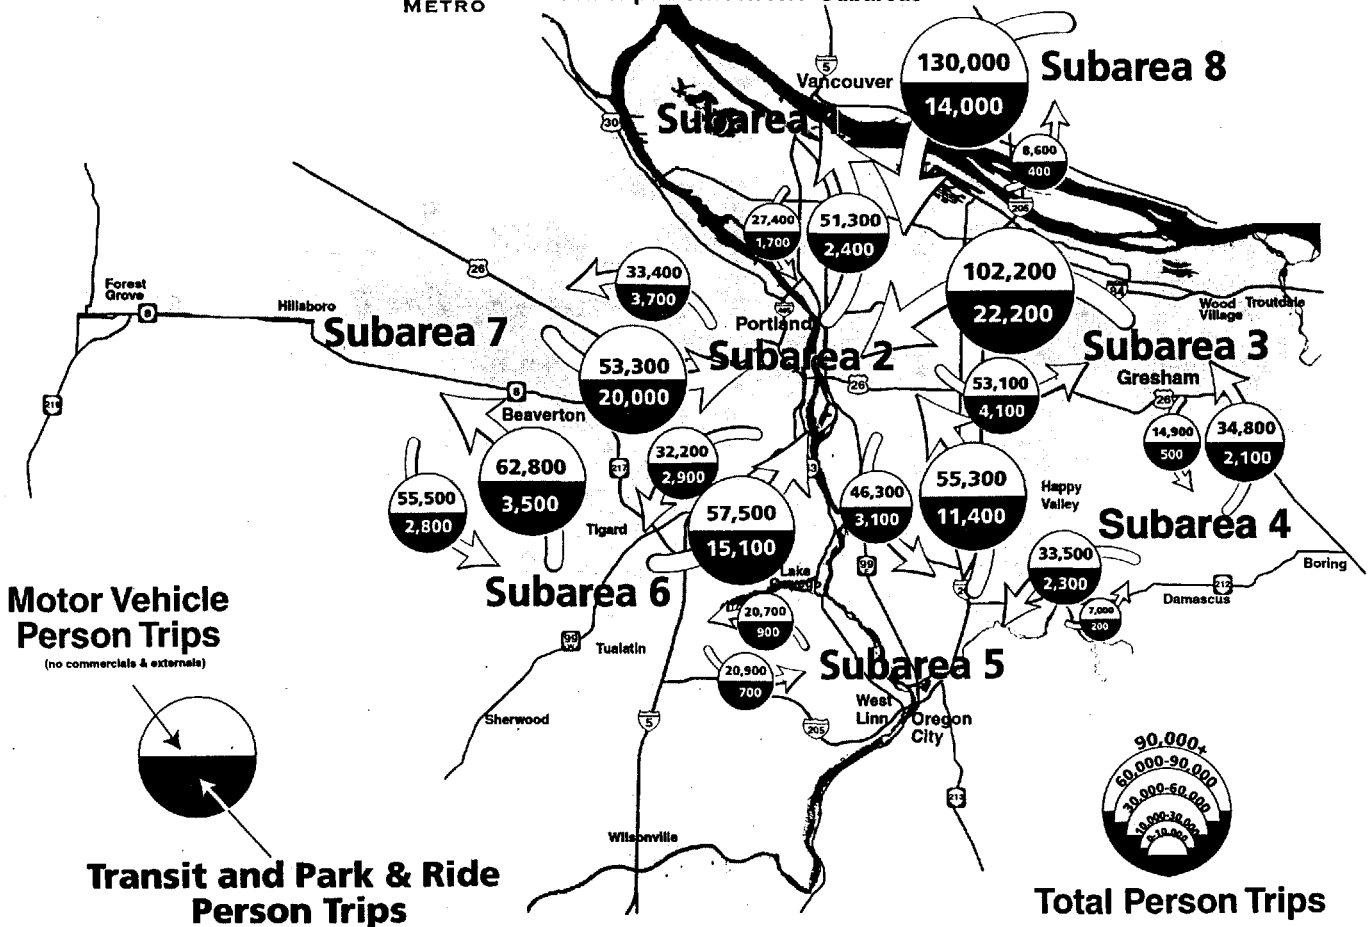 METRO
Subarea 8
130,000
14,000
5
Vancouver
Subarea 1
30
8,600
400
205
27,400
1,700
51,300
2,400
26
33,400
3,700
102,200
22,200
84
Wood
Village
Troutdale
Forest
Grove
8
Hillsboro
Subarea 7
Portland
Subarea 2
Subarea 3
Gresham
53,300
20,000
26
53,100
4,100
26
8
Beaverton
219
14,900
500
34,800
2,100
62,800
3,500
217
32,200
2,900
55,500
2,800
Tigard
57,500
15,100
46,300
3,100
55,300
11,400
Happy
Valley
Subarea 4
99
Lake
Oswego
33,500
2,300
Boring
212
Damascus
7,000
200
Subarea 6
20,700
900
99
Tualatin
Subarea 5
20,900
700
West
Linn
Oregon
City
Sherwood
5
205
213
Wilsonville
Motor Vehicle
Person Trips
(no commercials & externals)
Transit and Park & Ride
Person Trips
90,000+
60,000-90,000
30,000-60,000
10,000-30,000
0-10,000
Total Person Trips